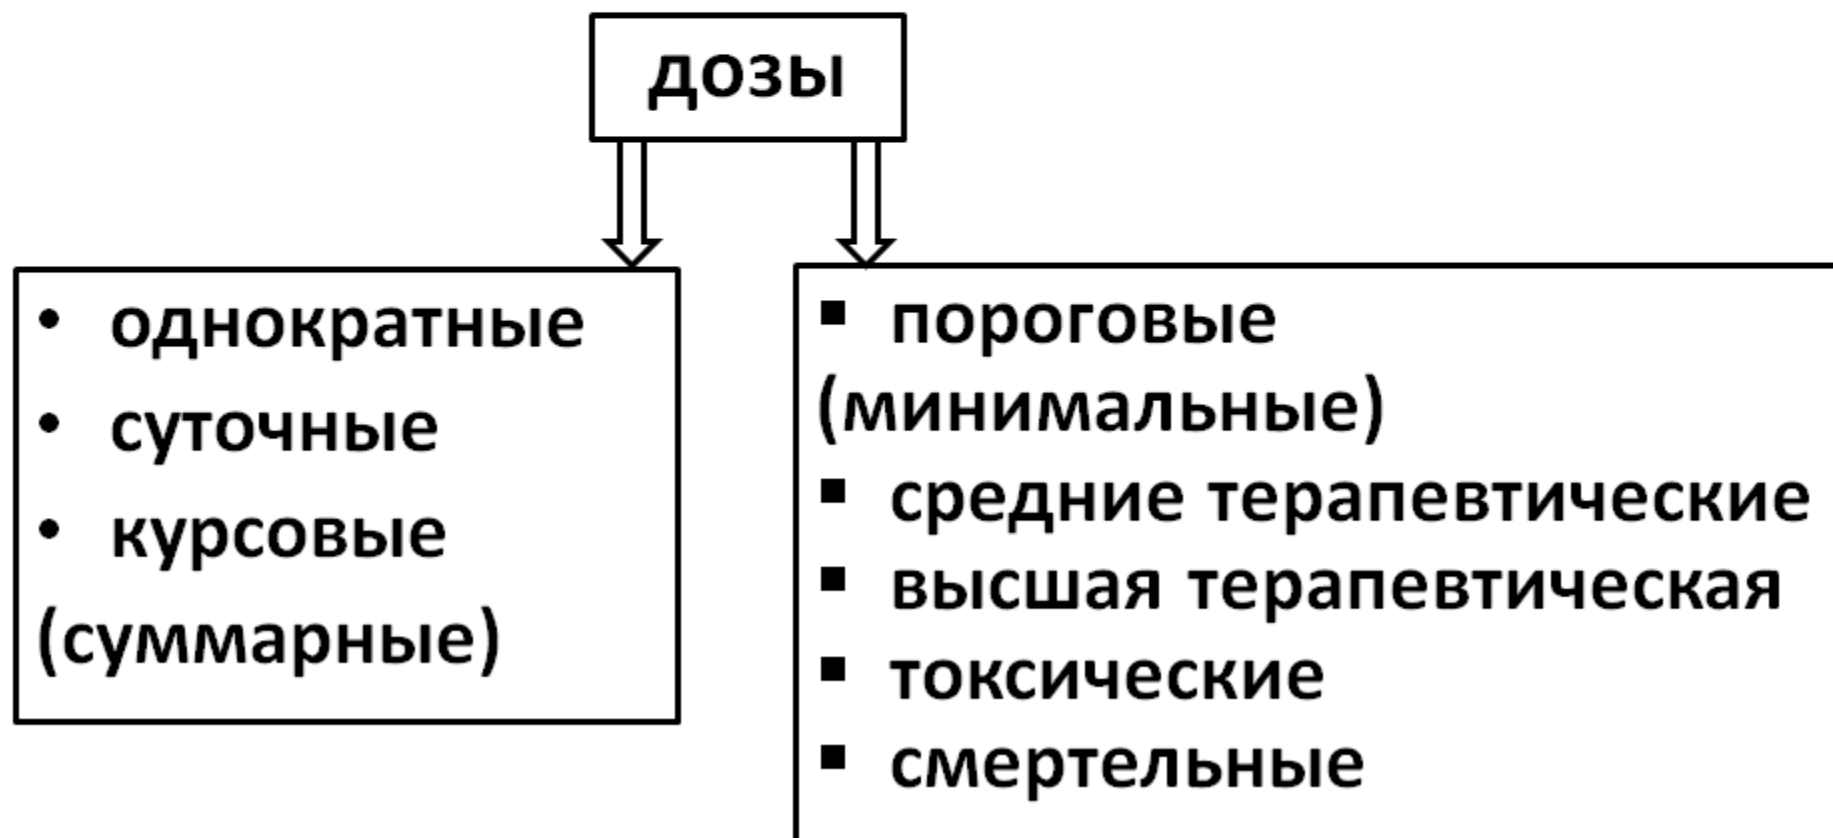 дозы
• однократные
• суточные
• курсовые
(суммарные)
▪ пороговые
(минимальные)
▪ средние терапевтические
▪ высшая терапевтическая
▪ токсические
▪ смертельные